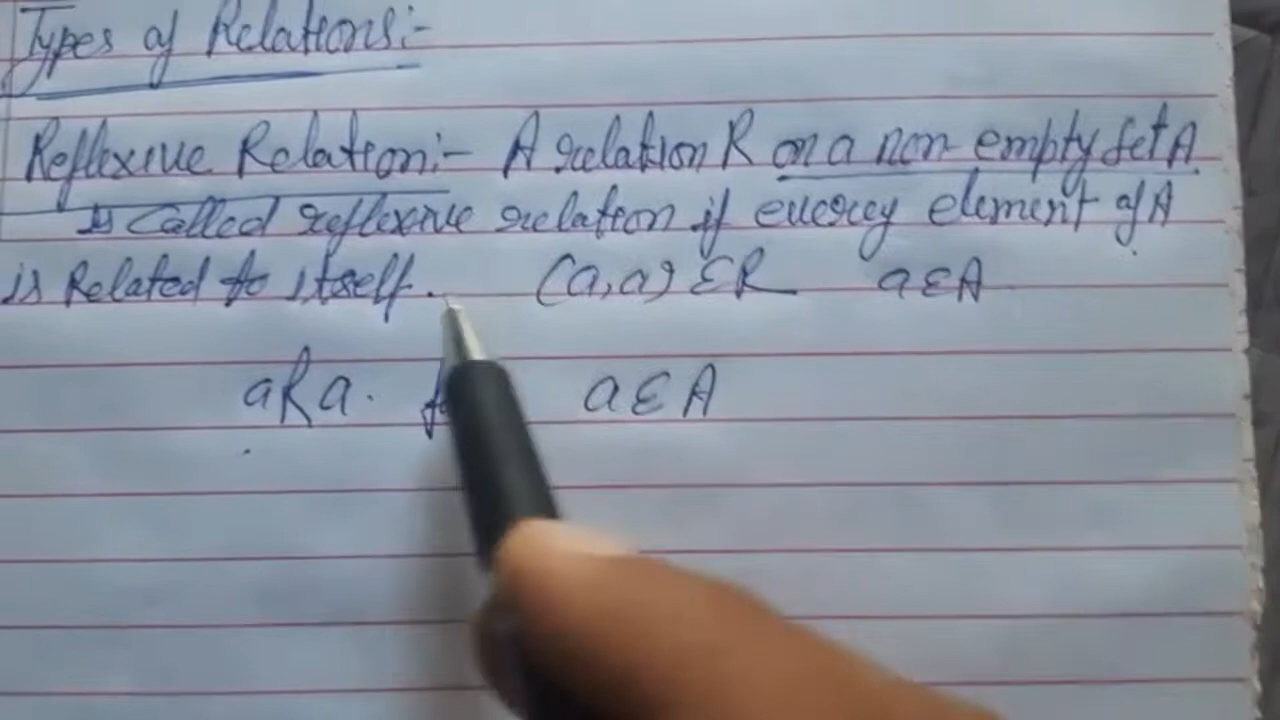 Types of Relations:-
Reflexive Relation:- A relation R on a non-empty set A
is Called reflexive relation if every element of A
is Related to itself. (a,a) ∈ R a∈A
aRa. a∈A